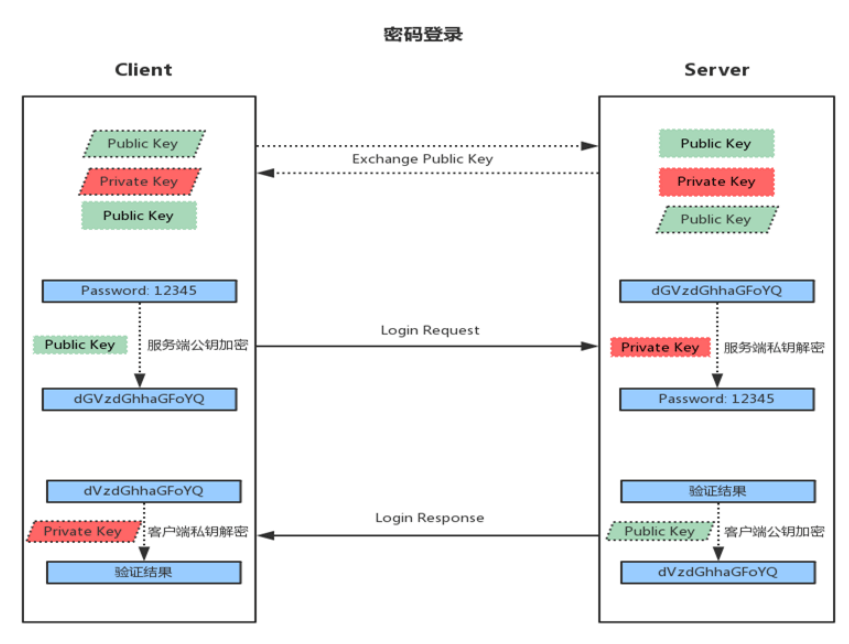 密码登录
Client
Server
Public Key
Private Key
Public Key
Exchange Public Key
Public Key
Private Key
Public Key
Password: 12345
Public Key
服务端公钥加密
dGVzdGhhaGFoYQ
Login Request
dGVzdGhhaGFoYQ
Private Key
服务端私钥解密
Password: 12345
dVzdGhhaGFoYQ
Private Key
客户端私钥解密
验证结果
Login Response
验证结果
Public Key
客户端公钥加密
dVzdGhhaGFoYQ